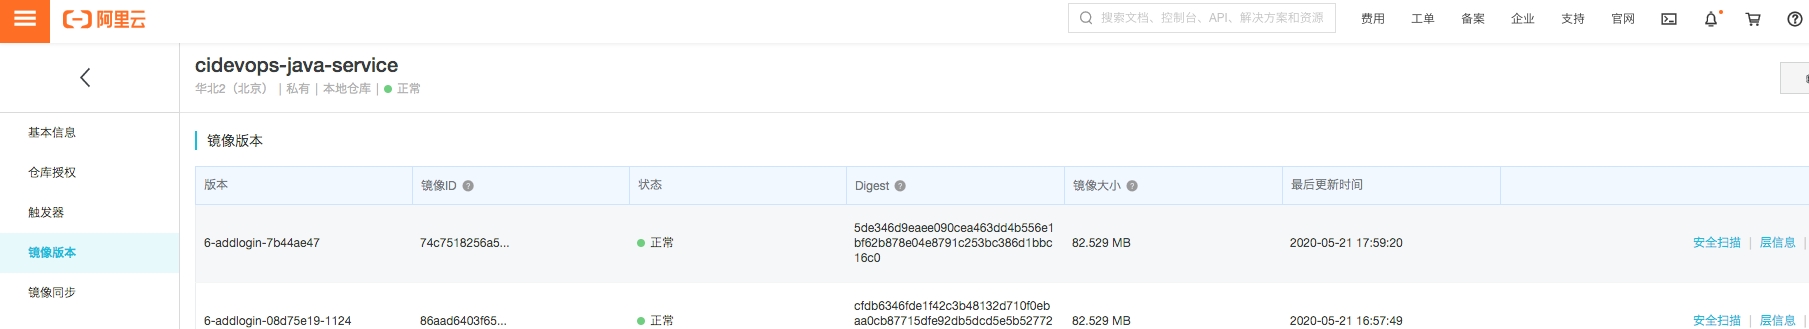 阿里云
搜索文档、控制台、API、解决方案和资源 费用 工单 备案 企业 支持 官网
cidevops-java-service
华北2（北京） | 私有 | 本地仓库 | 正常
基本信息
仓库授权
触发器
镜像版本
镜像同步
镜像版本
版本 镜像ID 状态 Digest 镜像大小 最后更新时间
6-addlogin-7b44ae47 74c7518256a5... 正常
5de346d9eaee090cea463dd4b556e1
bf62b878e04e8791c253bc386d1bbc
16c0
82.529 MB 2020-05-21 17:59:20 安全扫描 | 层信息 |
6-addlogin-08d75e19-1124 86aad6403f65... 正常
cfdb6346fde1f42c3b48132d710f0eb
aa0cb87715dfe92db5dcd5e5b52772
82.529 MB 2020-05-21 16:57:49 安全扫描 | 层信息 |